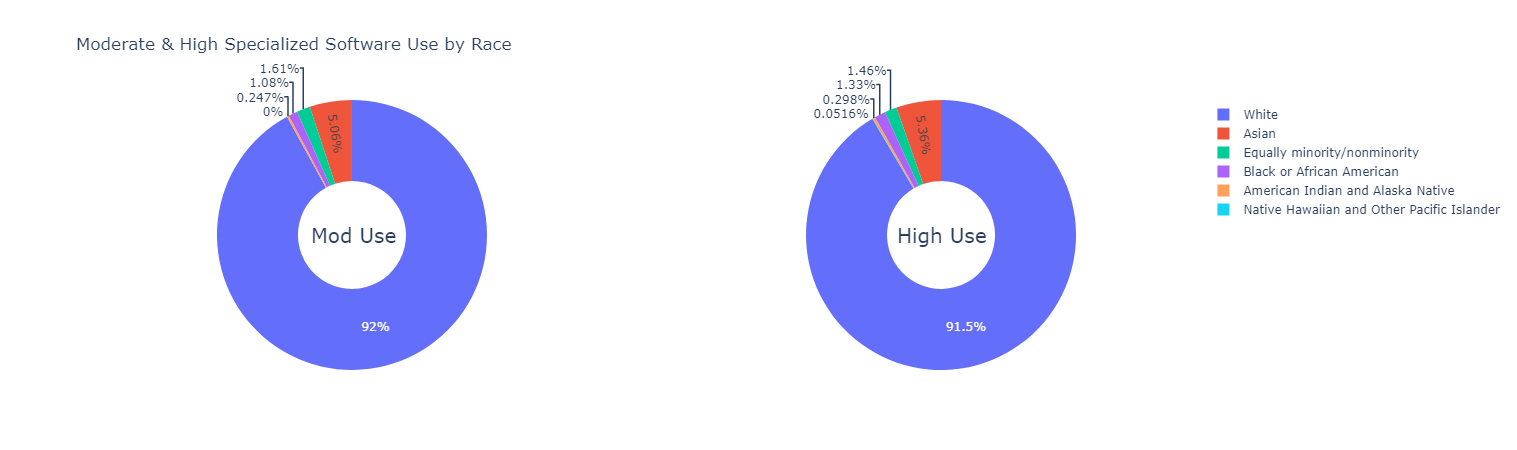 Moderate & High Specialized Software Use by Race
1.61%
1.08%
0.247%
0%
5.06%
Mod Use
92%
1.46%
1.33%
0.298%
0.0516%
5.36%
High Use
91.5%
White
Asian
Equally minority/nonminority
Black or African American
American Indian and Alaska Native
Native Hawaiian and Other Pacific Islander